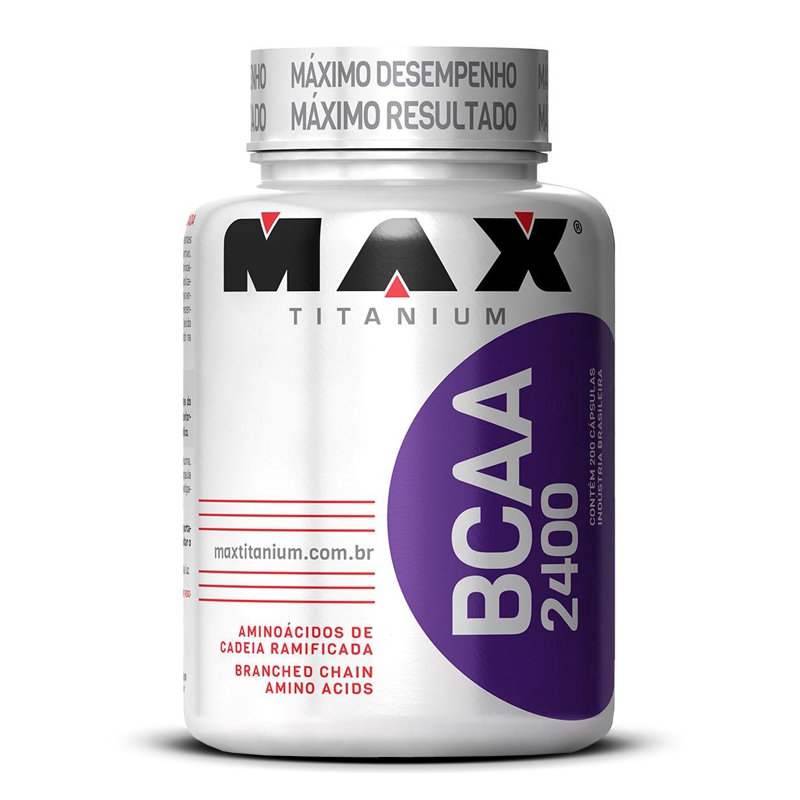 MÁXIMO DESEMPENHO
MÁXIMO RESULTADO
MAX®
TITANIUM
BCAA
2400
CONTÉM 200 CÁPSULAS
INDÚSTRIA BRASILEIRA
maxtitanium.com.br
AMINOÁCIDOS DE
CADEIA RAMIFICADA
BRANCHED CHAIN
AMINO ACIDS